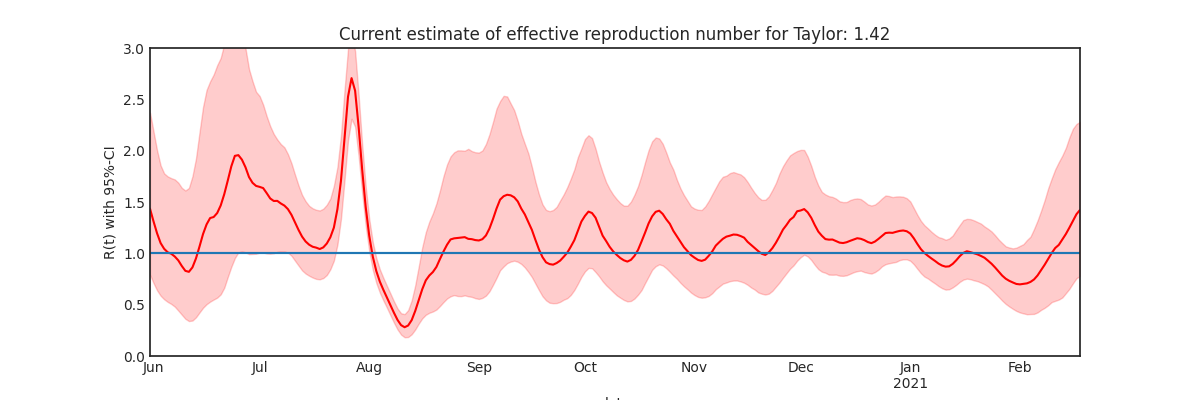 Current estimate of effective reproduction number for Taylor: 1.42
R(t) with 95%-CI
3.0
2.5
2.0
1.5
1.0
0.5
0.0
Jun Jul Aug Sep Oct Nov Dec Jan Feb
2021